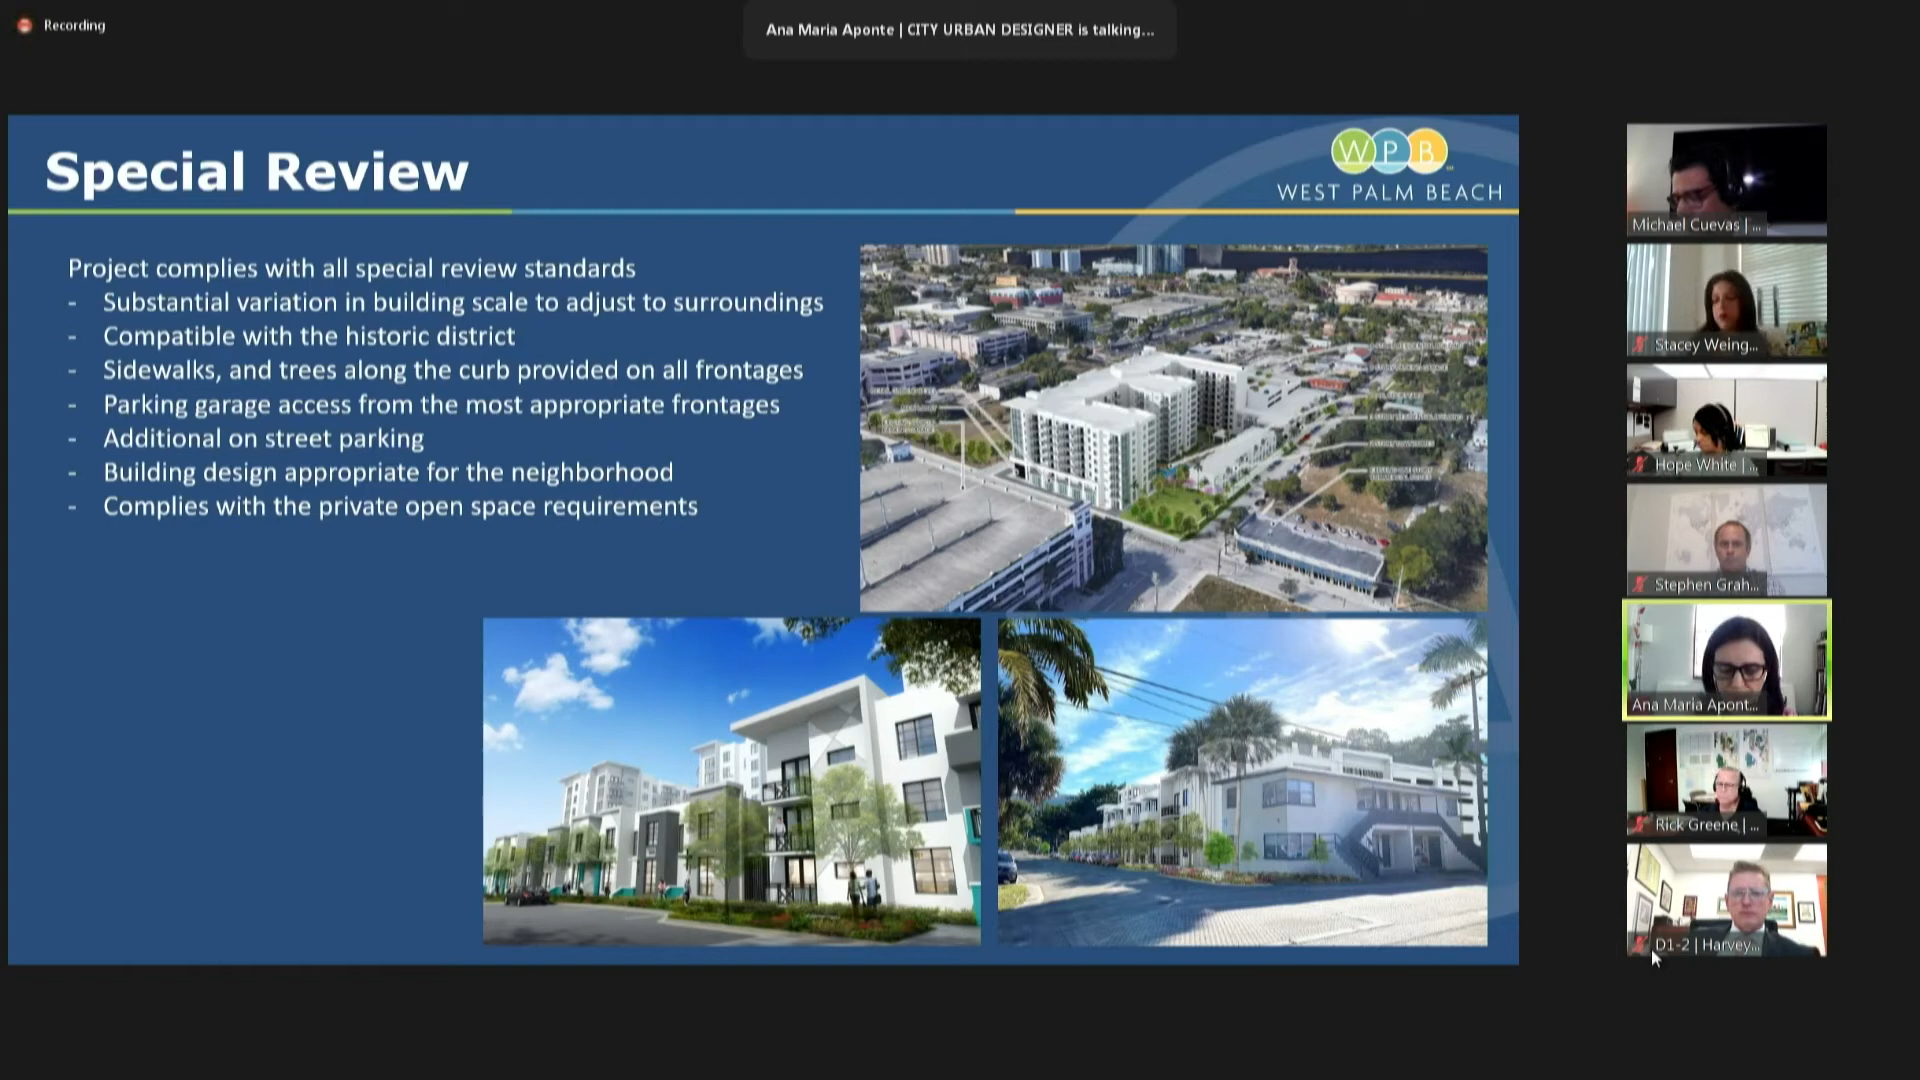 Recording
Ana Maria Aponte | CITY URBAN DESIGNER is talking...
Special Review
WPB
WEST PALM BEACH
Project complies with all special review standards
- Substantial variation in building scale to adjust to surroundings
- Compatible with the historic district
- Sidewalks, and trees along the curb provided on all frontages
- Parking garage access from the most appropriate frontages
- Additional on street parking
- Building design appropriate for the neighborhood
- Complies with the private open space requirements
Michael Cuevas | ...
Stacey Weing...
Hope White | ...
Stephen Grah...
Ana Maria Apont...
Rick Greene | ...
D1-2 | Harvey...